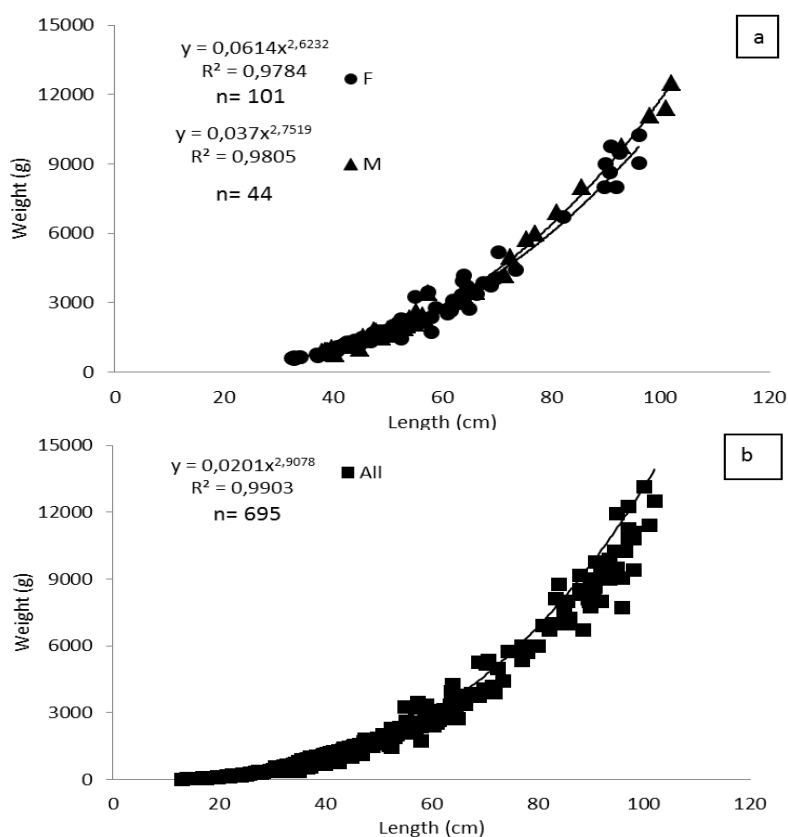 a
y = 0,0614x^2,6232
R² = 0,9784
n= 101
F
y = 0,037x^2,7519
R² = 0,9805
n= 44
M
Weight (g)
15000
12000
9000
6000
3000
0
0 20 40 60 80 100 120
Length (cm)
b
y = 0,0201x^2,9078
R² = 0,9903
n= 695
All
Weight (g)
15000
12000
9000
6000
3000
0
0 20 40 60 80 100 120
Length (cm)